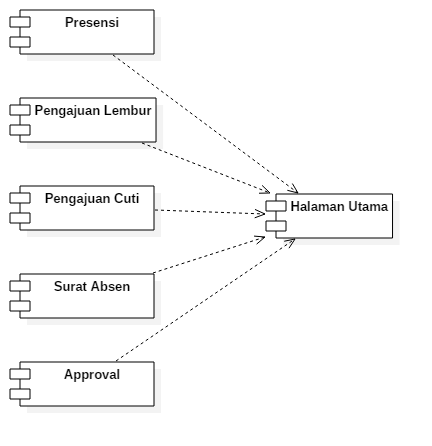 Presensi
Pengajuan Lembur
Pengajuan Cuti
Halaman Utama
Surat Absen
Approval